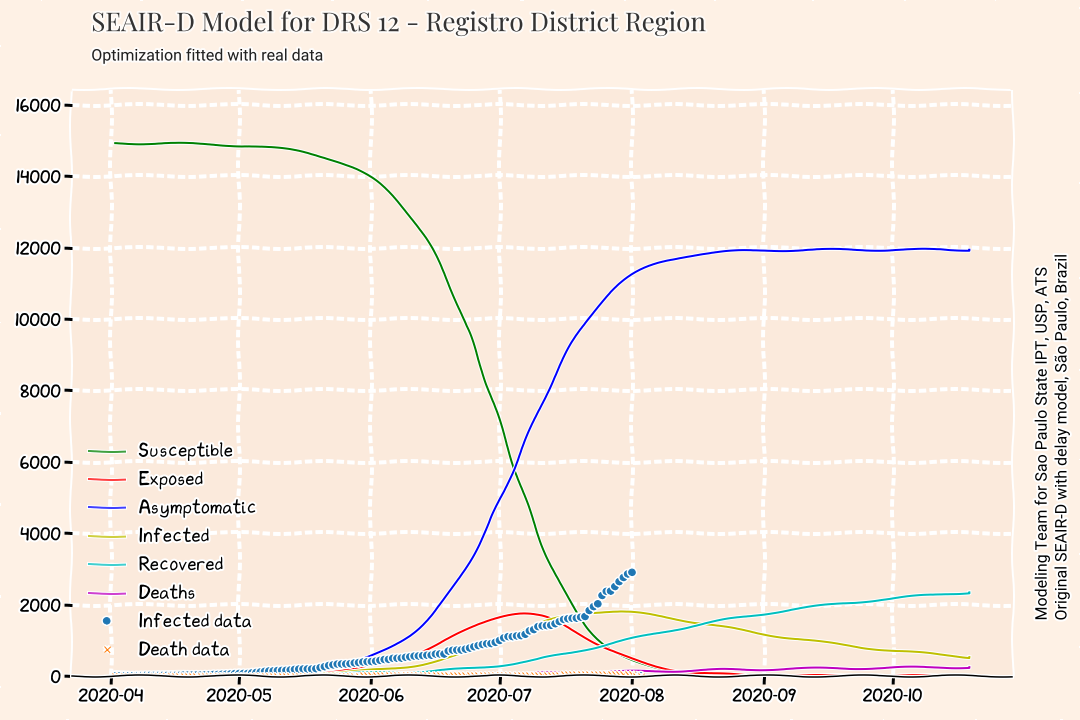 SEAIR-D Model for DRS 12 - Registro District Region
Optimization fitted with real data
16000
14000
12000
10000
8000
6000
4000
2000
0
Susceptible
Exposed
Asymptomatic
Infected
Recovered
Deaths
Infected data
Death data
2020-04
2020-05
2020-06
2020-07
2020-08
2020-09
2020-10
Modeling Team for Sao Paulo State IPT, USP, ATS
Original SEAIR-D with delay model, São Paulo, Brazil